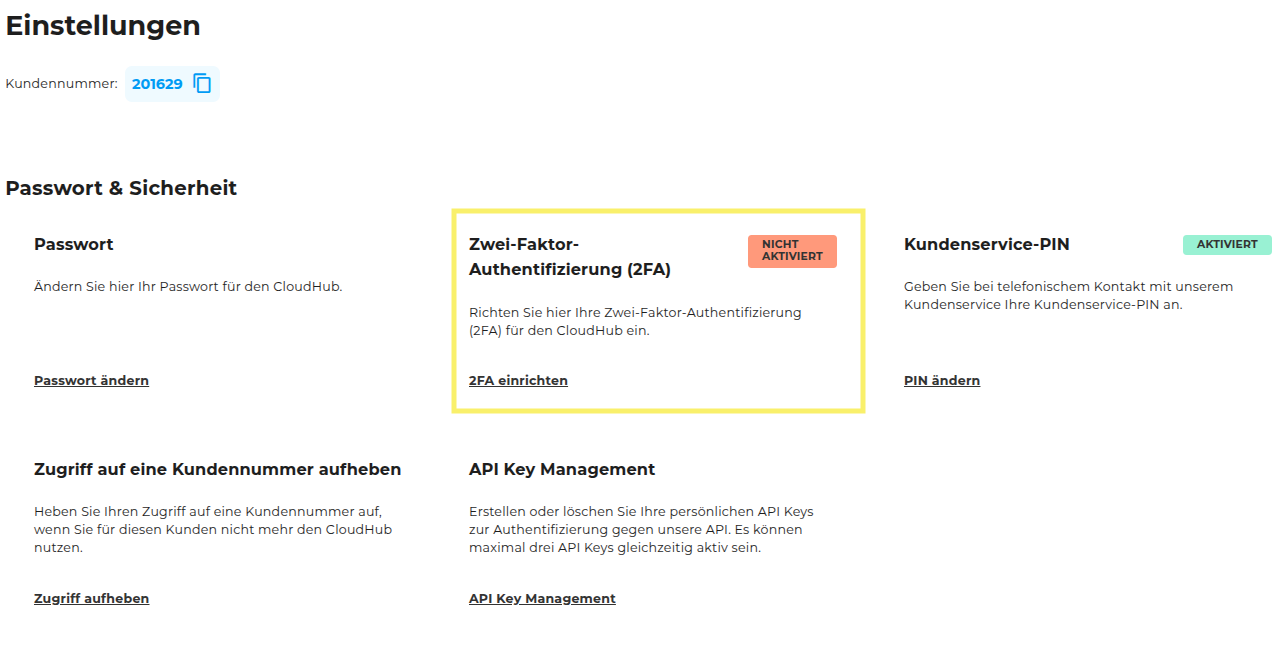 Einstellungen
Kundennummer: 201629
Passwort & Sicherheit
Passwort
Ändern Sie hier Ihr Passwort für den CloudHub.
Passwort ändern
Zwei-Faktor-
Authentifizierung (2FA)
NICHT
AKTIVIERT
Richten Sie hier Ihre Zwei-Faktor-Authentifizierung
(2FA) für den CloudHub ein.
2FA einrichten
Kundenservice-PIN
AKTIVIERT
Geben Sie bei telefonischem Kontakt mit unserem
Kundenservice Ihre Kundenservice-PIN an.
PIN ändern
Zugriff auf eine Kundennummer aufheben
Heben Sie Ihren Zugriff auf eine Kundennummer auf,
wenn Sie für diesen Kunden nicht mehr den CloudHub
nutzen.
Zugriff aufheben
API Key Management
Erstellen oder löschen Sie Ihre persönlichen API Keys
zur Authentifizierung gegen unsere API. Es können
maximal drei API Keys gleichzeitig aktiv sein.
API Key Management